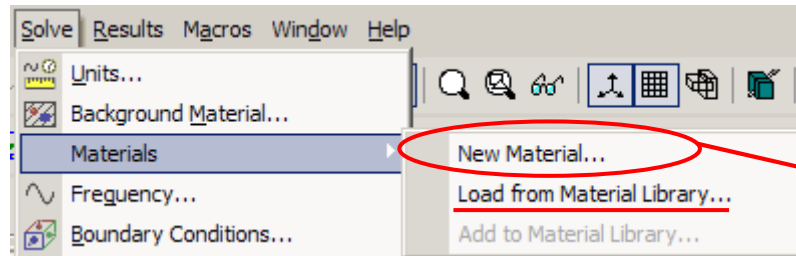 Solve Results Macros Window Help
Units...
Background Material...
Materials
New Material...
Frequency...
Load from Material Library...
Boundary Conditions...
Add to Material Library...